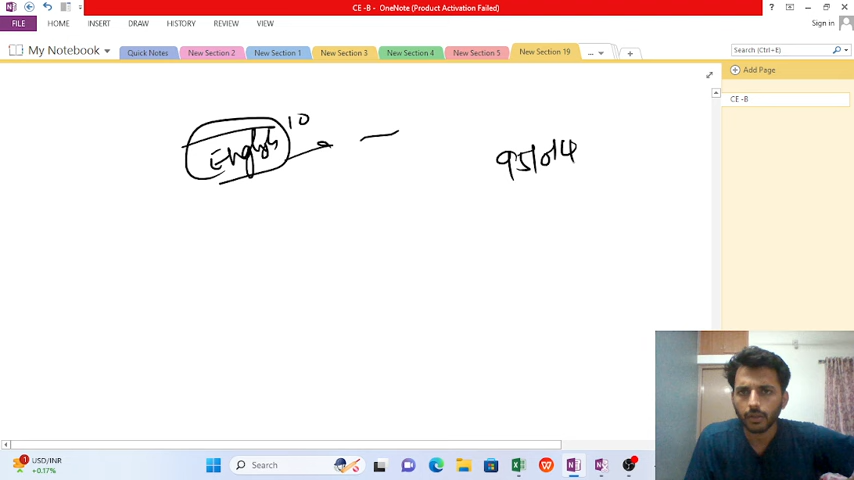 CE -B - OneNote (Product Activation Failed)
FILE HOME INSERT DRAW HISTORY REVIEW VIEW Sign in
My Notebook Quick Notes New Section 2 New Section 1 New Section 3 New Section 4 New Section 5 New Section 19 ... Search (Ctrl+E)
Add Page
CE -B
10
English
USD/INR
+0.17%
1
Search